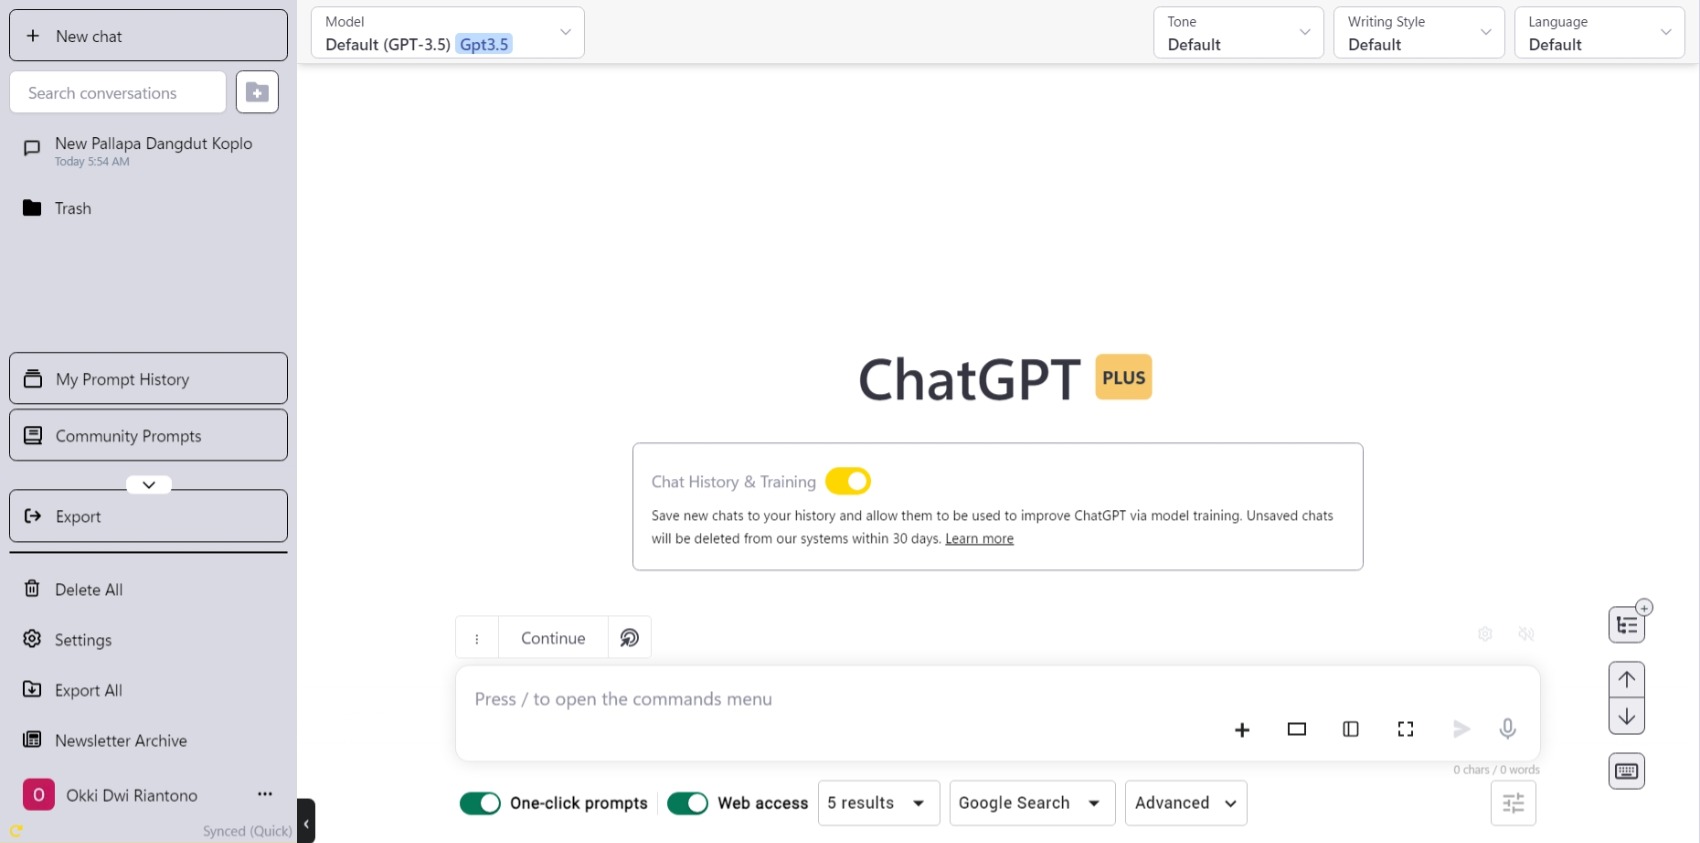 New chat
Search conversations
New Pallapa Dangdut Koplo
Today 5:54 AM
Trash
My Prompt History
Community Prompts
Export
Delete All
Settings
Export All
Newsletter Archive
O
Okki Dwi Riantono
Synced (Quick)
Model
Default (GPT-3.5) Gpt3.5
Tone
Default
Writing Style
Default
Language
Default
ChatGPT PLUS
Chat History & Training
Save new chats to your history and allow them to be used to improve ChatGPT via model training. Unsaved chats
will be deleted from our systems within 30 days. Learn more
Continue
Press / to open the commands menu
0 chars / 0 words
One-click prompts
Web access
5 results
Google Search
Advanced